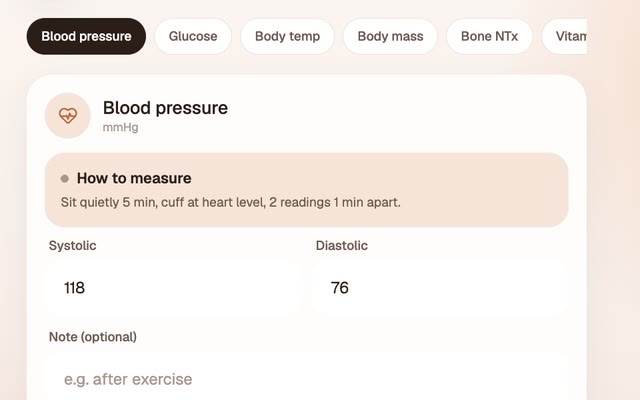 Blood pressure Glucose Body temp Body mass Bone NTx
Blood pressure
mmHg
How to measure
Sit quietly 5 min, cuff at heart level, 2 readings 1 min apart.
Systolic Diastolic
118 76
Note (optional)
e.g. after exercise